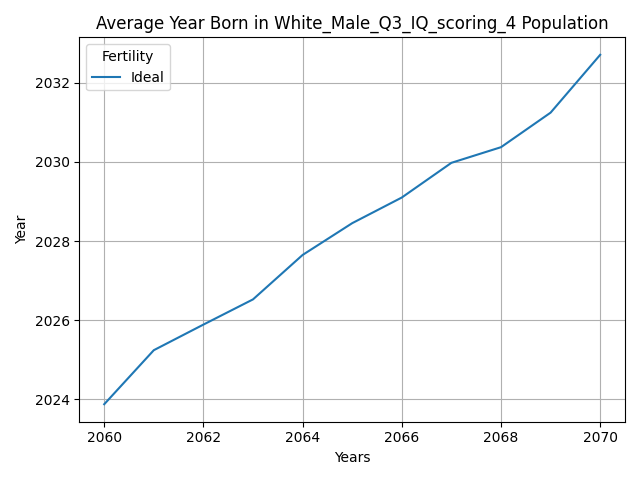 Average Year Born in White_Male_Q3_IQ_scoring_4 Population
Fertility
Ideal
Year
2032
2030
2028
2026
2024
2060 2062 2064 2066 2068 2070
Years